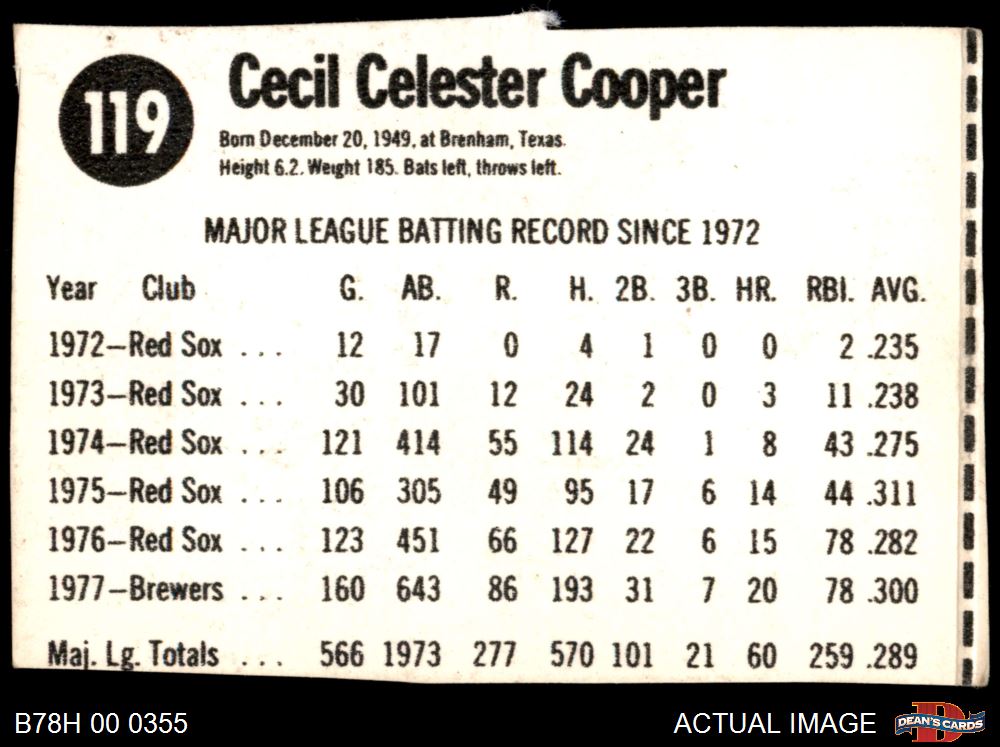 119
Cecil Celester Cooper
Born December 20, 1949, at Brenham, Texas.
Height 6.2. Weight 185. Bats left, throws left.
MAJOR LEAGUE BATTING RECORD SINCE 1972
Year Club G. AB. R. H. 2B. 3B. HR. RBI. AVG.
1972—Red Sox ... 12 17 0 4 1 0 0 2 .235
1973—Red Sox ... 30 101 12 24 2 0 3 11 .238
1974—Red Sox ... 121 414 55 114 24 1 8 43 .275
1975—Red Sox ... 106 305 49 95 17 6 14 44 .311
1976—Red Sox ... 123 451 66 127 22 6 15 78 .282
1977—Brewers ... 160 643 86 193 31 7 20 78 .300
Maj. Lg. Totals ... 566 1973 277 570 101 21 60 259 .289
B78H 00 0355
ACTUAL IMAGE
DEAN'S CARDS